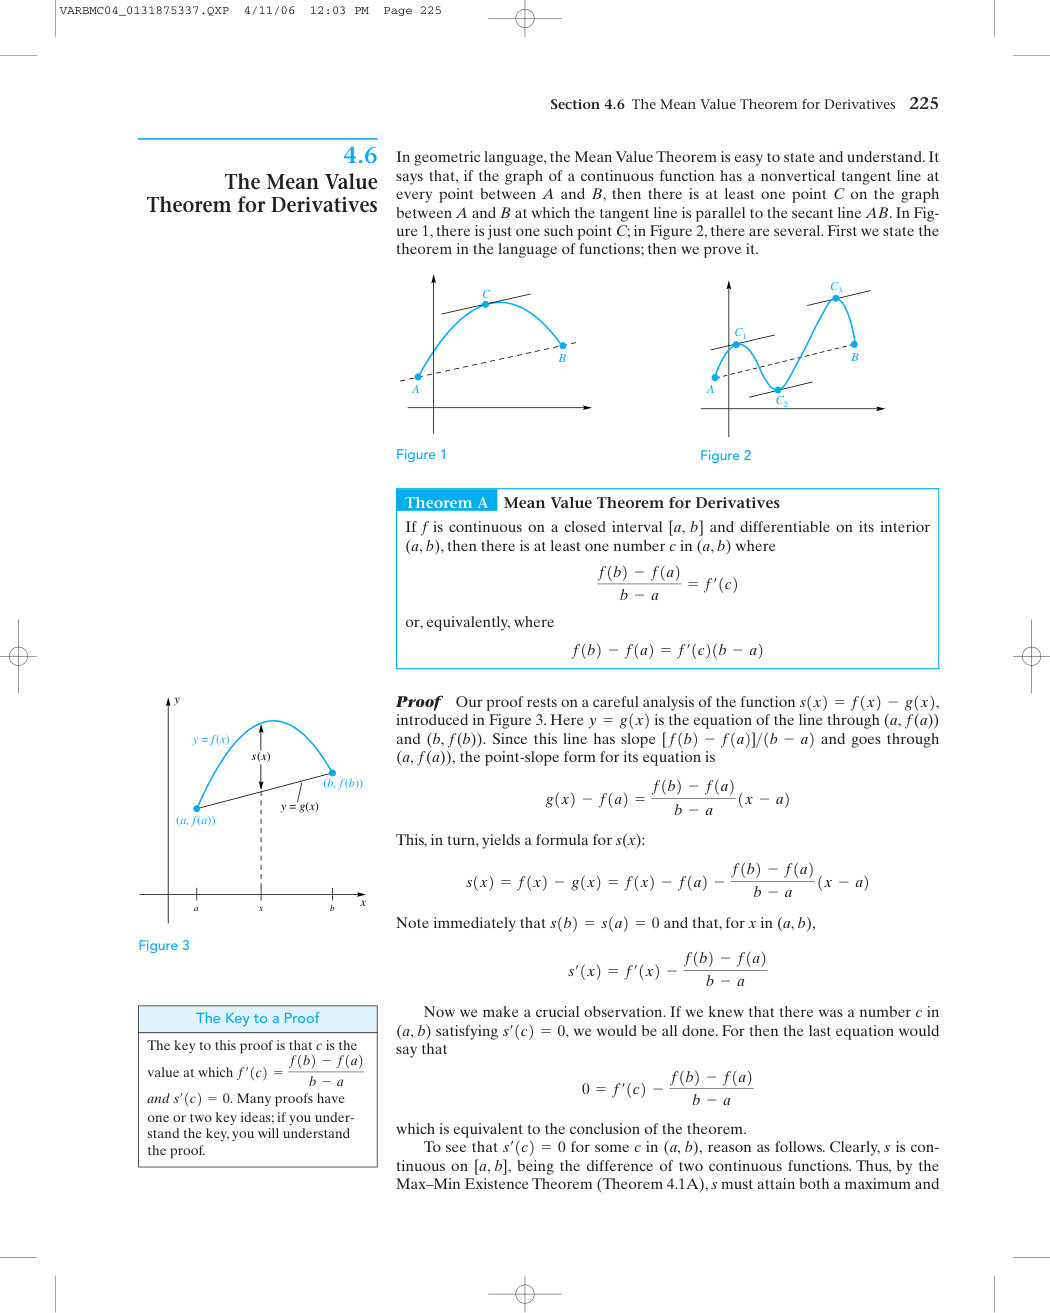 VARBMC04_0131875337.QXP 4/11/06 12:03 PM Page 225
Section 4.6 The Mean Value Theorem for Derivatives 225
4.6
The Mean Value
Theorem for Derivatives
In geometric language, the Mean Value Theorem is easy to state and understand. It
says that, if the graph of a continuous function has a nonvertical tangent line at
every point between A and B, then there is at least one point C on the graph
between A and B at which the tangent line is parallel to the secant line AB. In Fig-
ure 1, there is just one such point C; in Figure 2, there are several. First we state the
theorem in the language of functions; then we prove it.
C
B
A
Figure 1
C₃
C₁
B
A
C₂
Figure 2
Theorem A Mean Value Theorem for Derivatives
If f is continuous on a closed interval [a, b] and differentiable on its interior
(a, b), then there is at least one number c in (a, b) where
f(b) − f(a)
b − a
= f′(c)
or, equivalently, where
f(b) − f(a) = f′(c)(b − a)
y
y = f(x)
s(x)
(b, f(b))
y = g(x)
(a, f(a))
a x b x
Figure 3
Proof Our proof rests on a careful analysis of the function s(x) = f(x) − g(x),
introduced in Figure 3. Here y = g(x) is the equation of the line through (a, f(a))
and (b, f(b)). Since this line has slope [f(b) − f(a)]/(b − a) and goes through
(a, f(a)), the point-slope form for its equation is
g(x) − f(a) = f(b) − f(a)
b − a
(x − a)
This, in turn, yields a formula for s(x):
s(x) = f(x) − g(x) = f(x) − f(a) − f(b) − f(a)
b − a
(x − a)
Note immediately that s(b) = s(a) = 0 and that, for x in (a, b),
s′(x) = f′(x) − f(b) − f(a)
b − a
Now we make a crucial observation. If we knew that there was a number c in
(a, b) satisfying s′(c) = 0, we would be all done. For then the last equation would
say that
0 = f′(c) − f(b) − f(a)
b − a
which is equivalent to the conclusion of the theorem.
To see that s′(c) = 0 for some c in (a, b), reason as follows. Clearly, s is con-
tinuous on [a, b], being the difference of two continuous functions. Thus, by the
Max–Min Existence Theorem (Theorem 4.1A), s must attain both a maximum and
The Key to a Proof
The key to this proof is that c is the
value at which f′(c) = f(b) − f(a)
b − a
and s′(c) = 0. Many proofs have
one or two key ideas; if you under-
stand the key, you will understand
the proof.